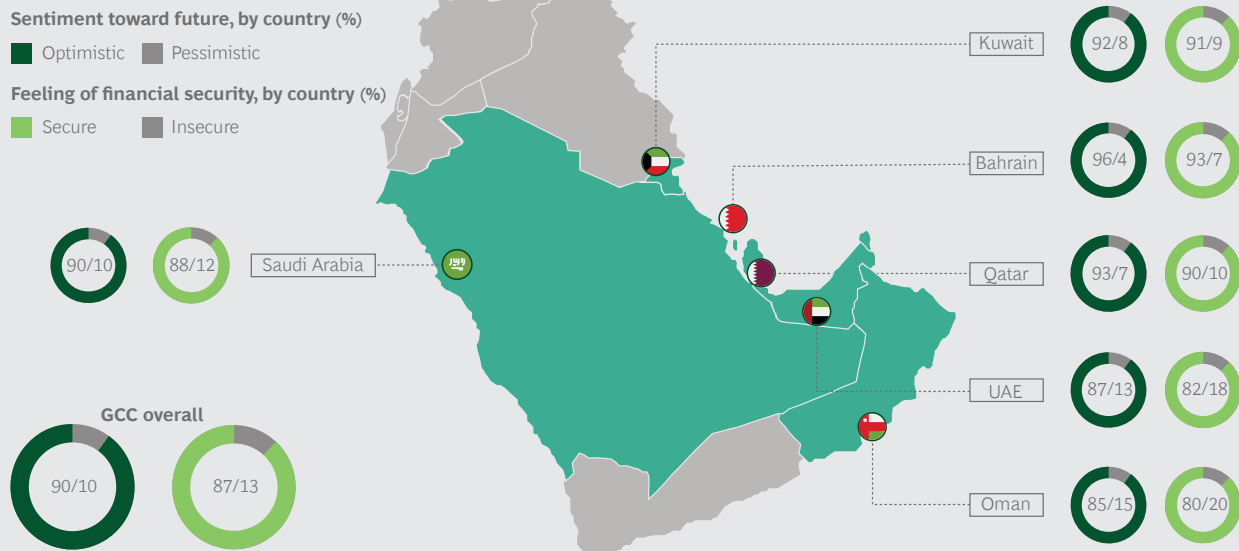 Sentiment toward future, by country (%)
Optimistic Pessimistic
Feeling of financial security, by country (%)
Secure Insecure
Kuwait 92/8 91/9
Bahrain 96/4 93/7
90/10 88/12 Saudi Arabia
Qatar 93/7 90/10
UAE 87/13 82/18
GCC overall
90/10 87/13
Oman 85/15 80/20